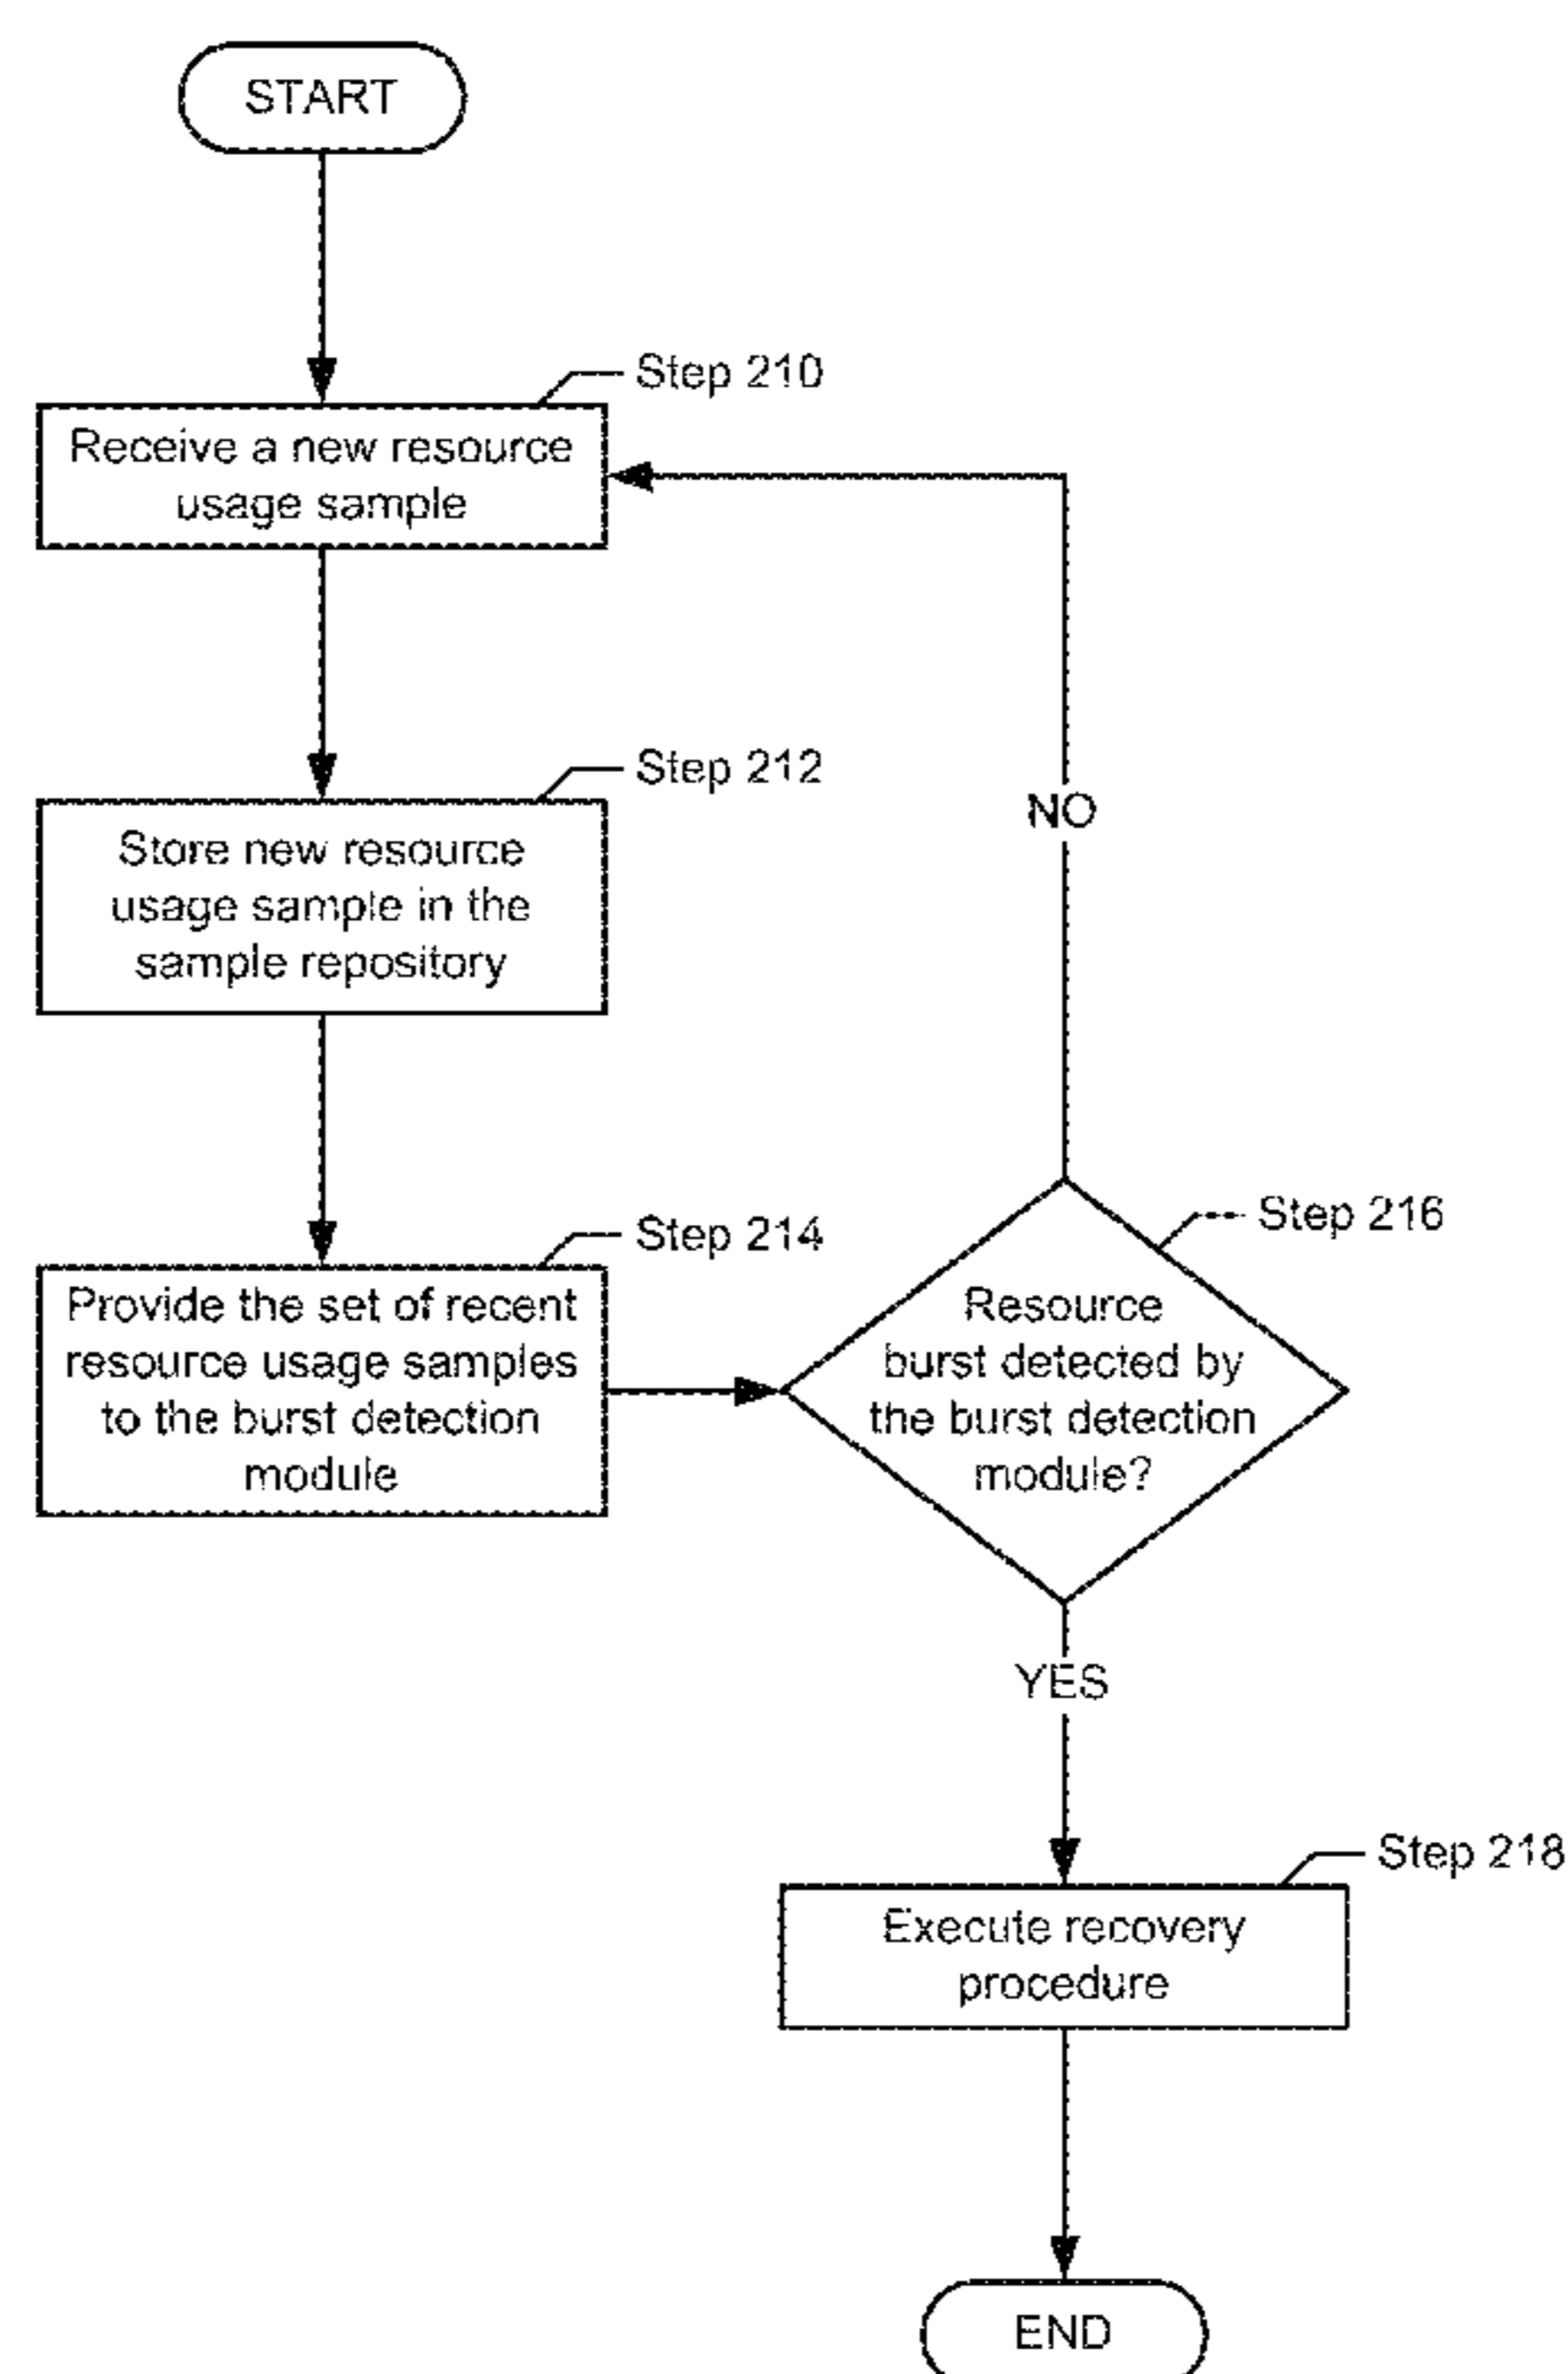 START
Step 210
Receive a new resource
usage sample
Step 212
Store new resource
usage sample in the
sample repository
NO
Step 214
Provide the set of recent
resource usage samples
to the burst detection
module
Step 216
Resource
burst detected by
the burst detection
module?
YES
Step 218
Execute recovery
procedure
END